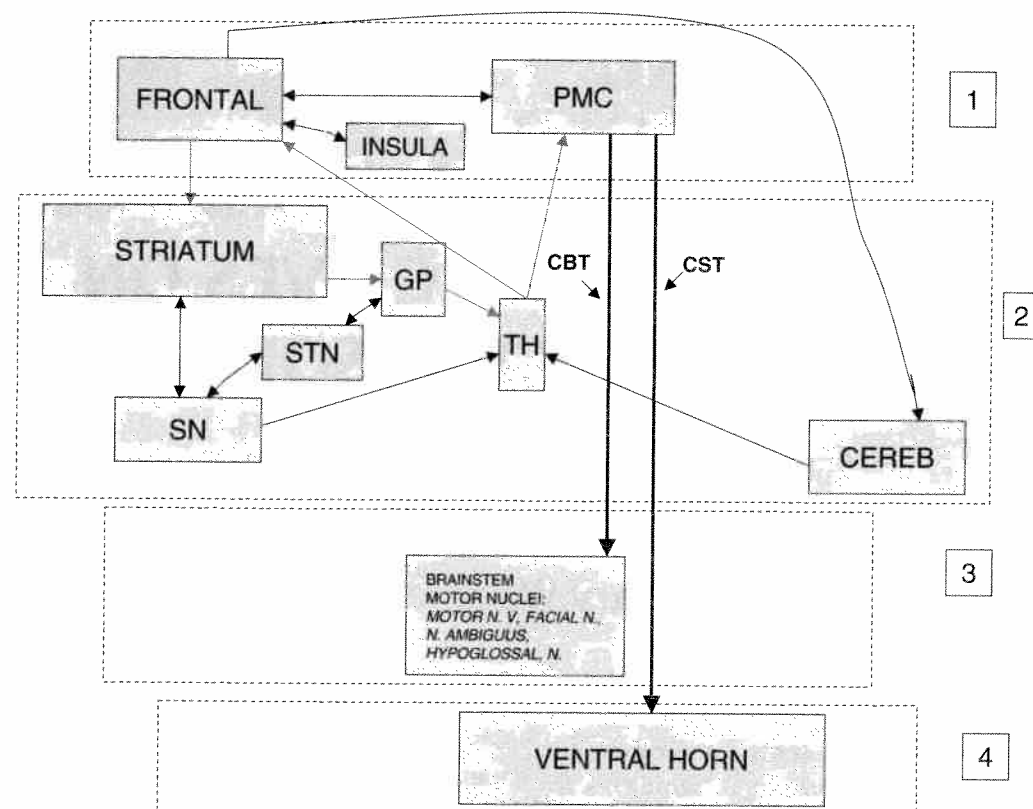 FRONTAL
PMC
1
INSULA
STRIATUM
GP
CBT
CST
2
STN
TH
SN
CEREB
3
BRAINSTEM
MOTOR NUCLEI:
MOTOR N. V, FACIAL N.,
N. AMBIGUUS,
HYPOGLOSSAL, N.
VENTRAL HORN
4